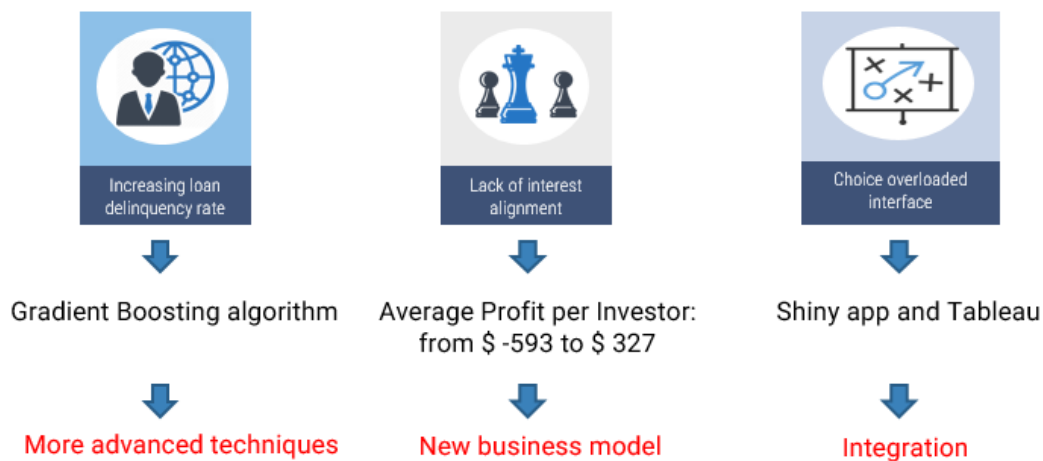 Increasing loan
delinquency rate
Lack of interest
alignment
Choice overloaded
interface
Gradient Boosting algorithm
Average Profit per Investor:
from $ -593 to $ 327
Shiny app and Tableau
More advanced techniques
New business model
Integration